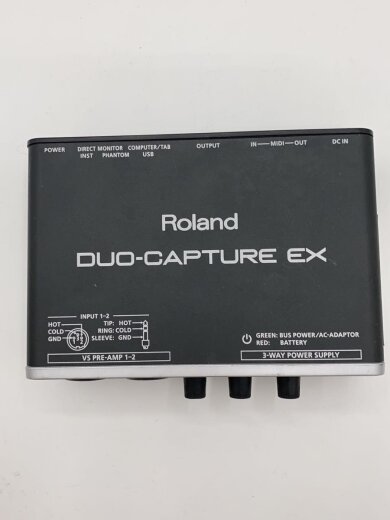 POWER DIRECT MONITOR COMPUTER/TAB OUTPUT IN—MIDI—OUT DC IN
INST PHANTOM USB
Roland
DUO-CAPTURE EX
INPUT 1-2
HOT TIP: HOT
COLD RING: COLD
GND SLEEVE: GND
VS PRE-AMP 1-2
GREEN: BUS POWER/AC-ADAPTOR
RED: BATTERY
3-WAY POWER SUPPLY